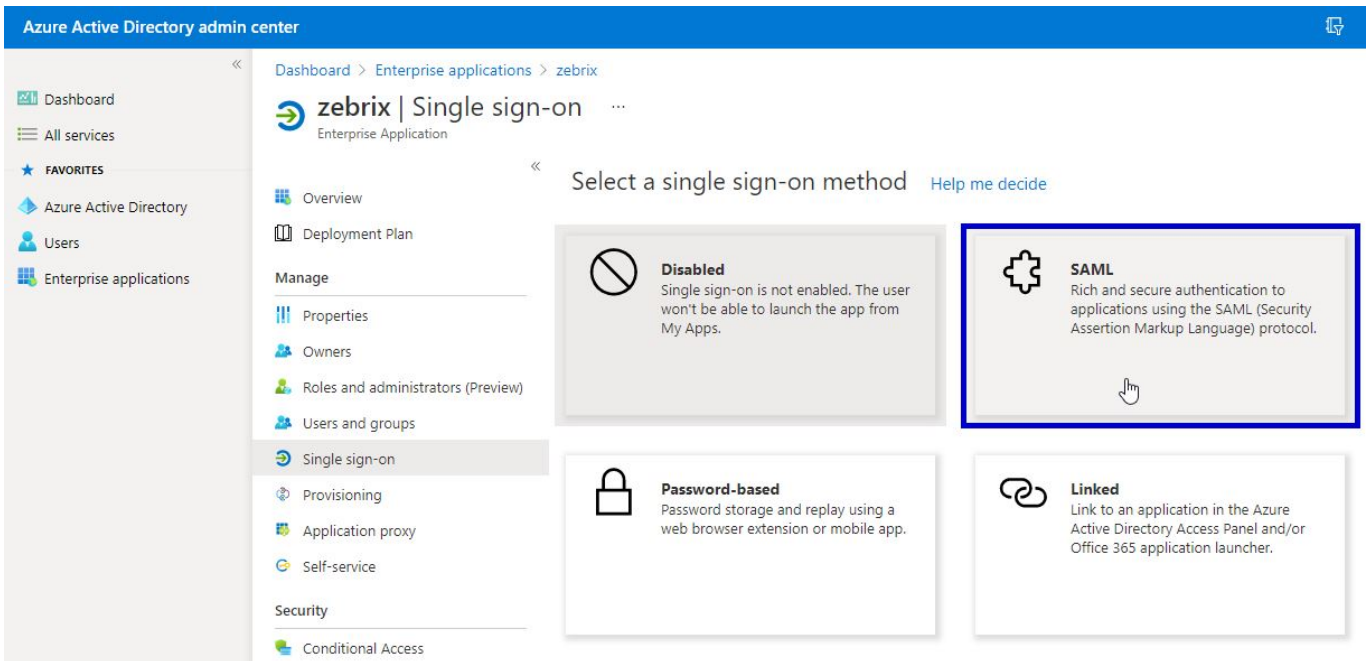 Azure Active Directory admin center
Dashboard
All services
FAVORITES
Azure Active Directory
Users
Enterprise applications
Dashboard > Enterprise applications > zebrix
zebrix | Single sign-on ...
Enterprise Application
Overview
Deployment Plan
Manage
Properties
Owners
Roles and administrators (Preview)
Users and groups
Single sign-on
Provisioning
Application proxy
Self-service
Security
Conditional Access
Select a single sign-on method Help me decide
Disabled
Single sign-on is not enabled. The user
won't be able to launch the app from
My Apps.
SAML
Rich and secure authentication to
applications using the SAML (Security
Assertion Markup Language) protocol.
Password-based
Password storage and replay using a
web browser extension or mobile app.
Linked
Link to an application in the Azure
Active Directory Access Panel and/or
Office 365 application launcher.